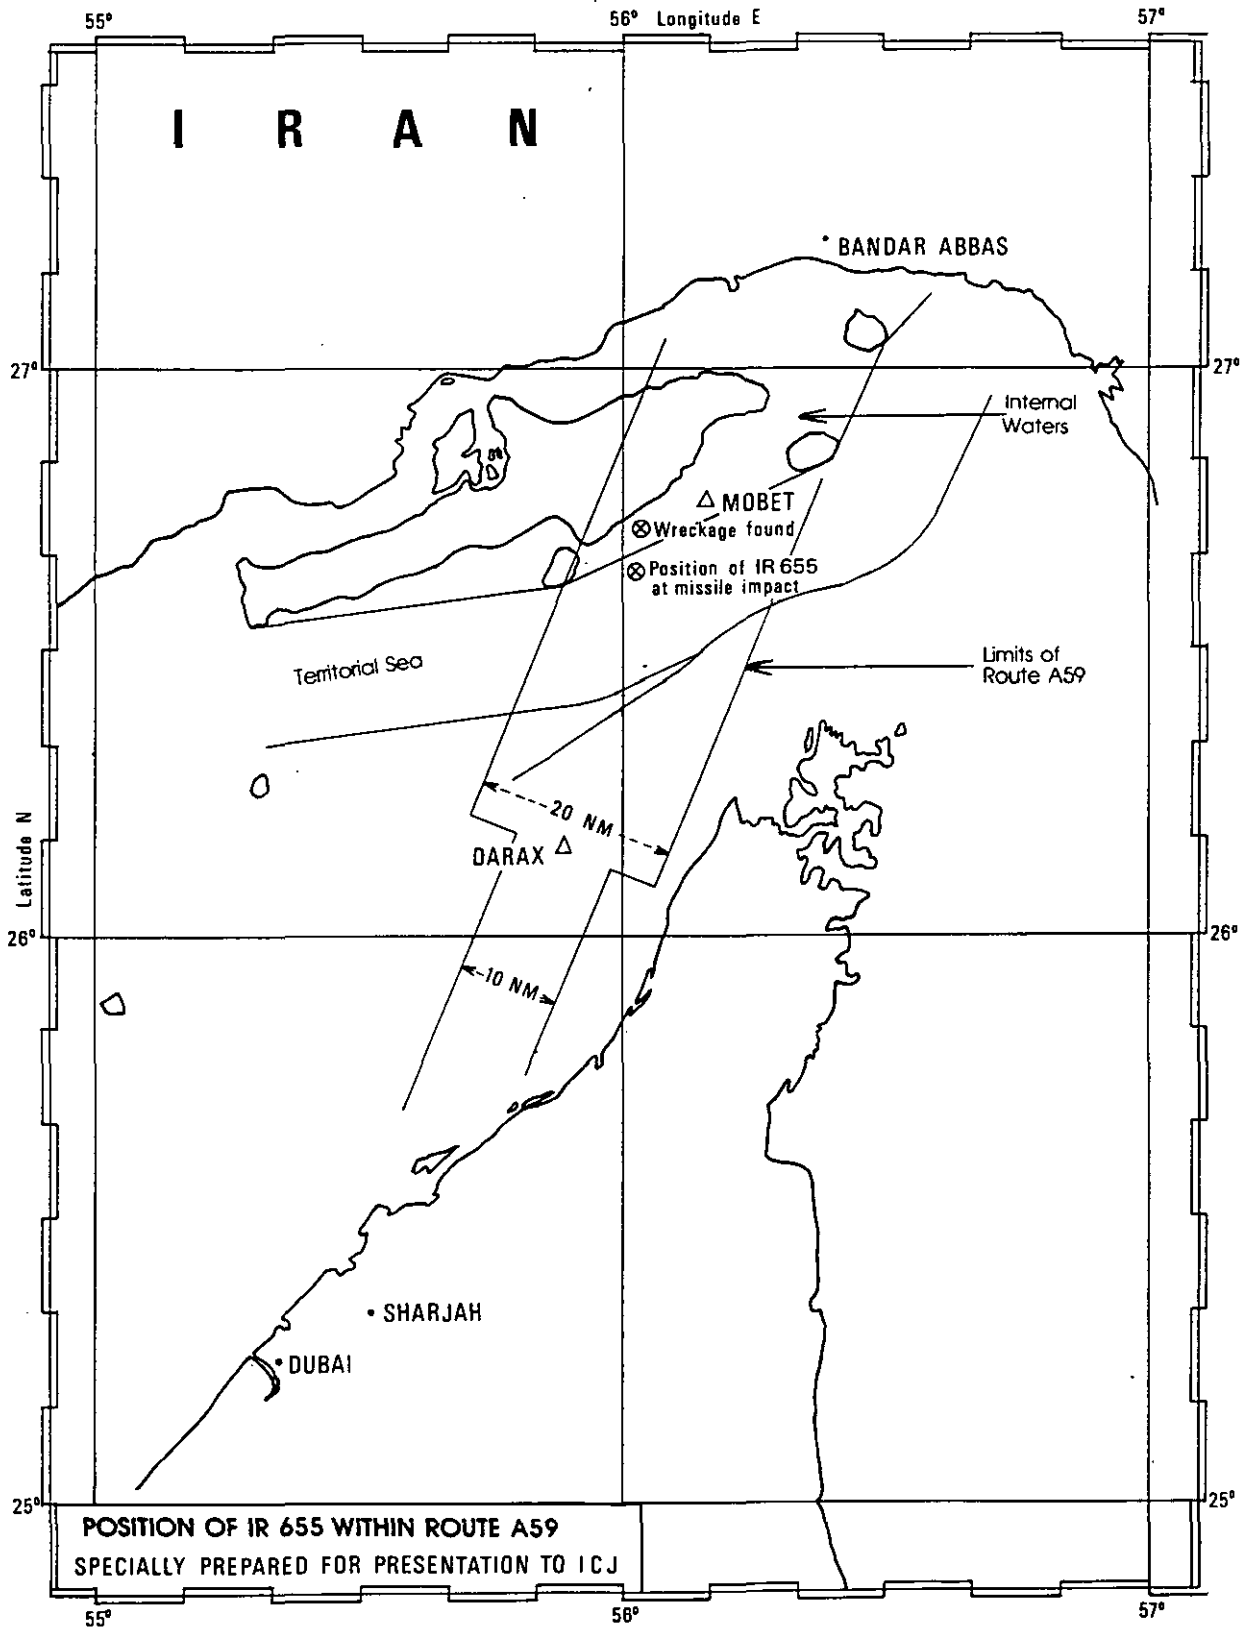 55° 56° Longitude E 57°
I R A N
BANDAR ABBAS
27° 27°
Internal
Waters
MOBET
Wreckage found
Position of IR 655
at missile impact
Territorial Sea
Limits of
Route A59
20 NM
DARAX
Latitude N
26° 26°
10 NM
SHARJAH
DUBAI
25° 25°
POSITION OF IR 655 WITHIN ROUTE A59
SPECIALLY PREPARED FOR PRESENTATION TO ICJ
55° 56° 57°